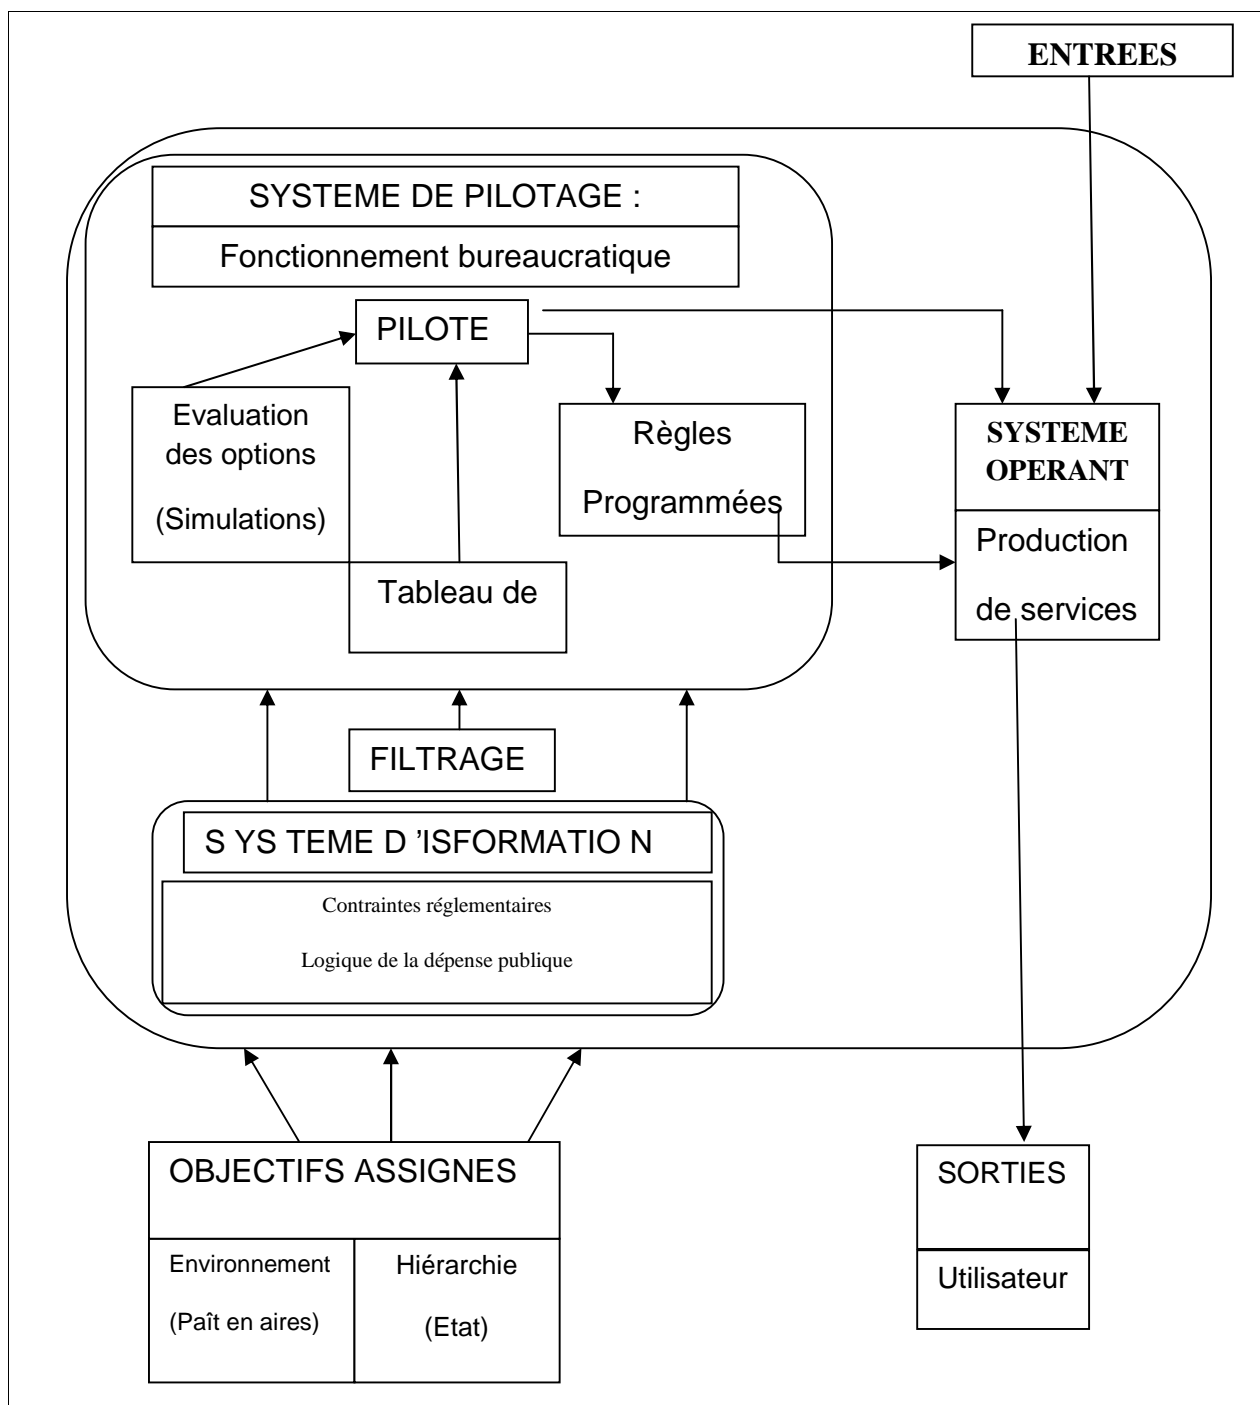 ENTREES
SYSTEME DE PILOTAGE :
Fonctionnement bureaucratique
PILOTE
Evaluation
des options
(Simulations)
Règles
Programmées
SYSTEME
OPERANT
Production
de services
Tableau de
FILTRAGE
S YS TEME D ’ISFORMATIO N
Contraintes réglementaires
Logique de la dépense publique
OBJECTIFS ASSIGNES
Environnement
(Paît en aires)
Hiérarchie
(Etat)
SORTIES
Utilisateur